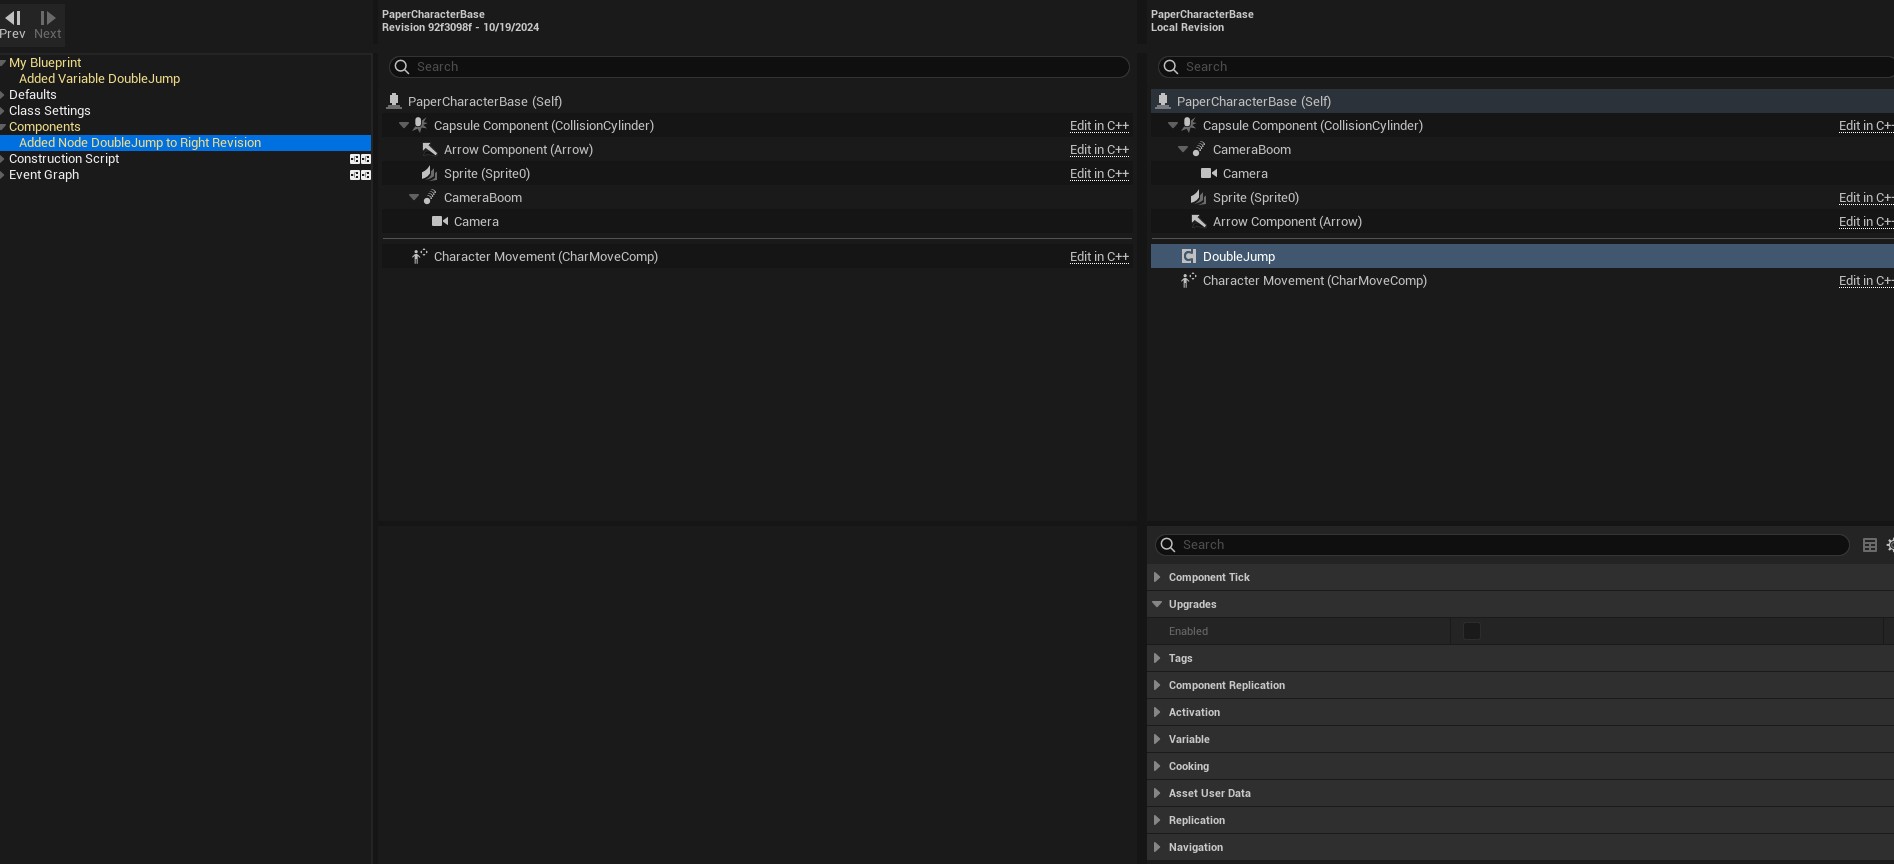 Prev Next
My Blueprint
Added Variable DoubleJump
Defaults
Class Settings
Components
Added Node DoubleJump to Right Revision
Construction Script
Event Graph
PaperCharacterBase
Revision 92f3098f - 10/19/2024
Search
PaperCharacterBase (Self)
Capsule Component (CollisionCylinder) Edit in C++
Arrow Component (Arrow) Edit in C++
Sprite (Sprite0) Edit in C++
CameraBoom
Camera
Character Movement (CharMoveComp) Edit in C++
PaperCharacterBase
Local Revision
Search
PaperCharacterBase (Self)
Capsule Component (CollisionCylinder) Edit in C+
CameraBoom
Camera
Sprite (Sprite0) Edit in C+
Arrow Component (Arrow) Edit in C+
DoubleJump
Character Movement (CharMoveComp) Edit in C+
Search
Component Tick
Upgrades
Enabled
Tags
Component Replication
Activation
Variable
Cooking
Asset User Data
Replication
Navigation